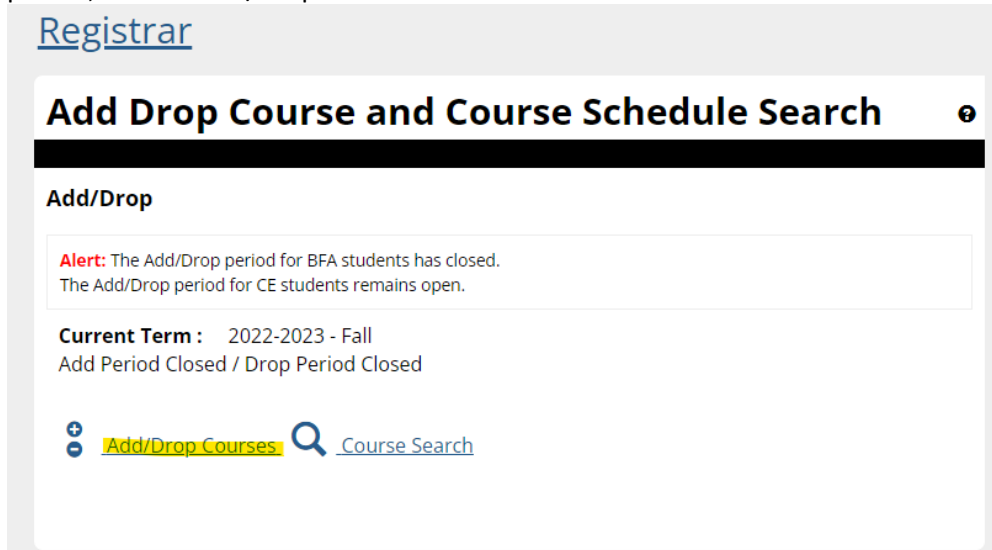 Registrar
Add Drop Course and Course Schedule Search
Add/Drop
Alert: The Add/Drop period for BFA students has closed.
The Add/Drop period for CE students remains open.
Current Term : 2022-2023 - Fall
Add Period Closed / Drop Period Closed
Add/Drop Courses Course Search